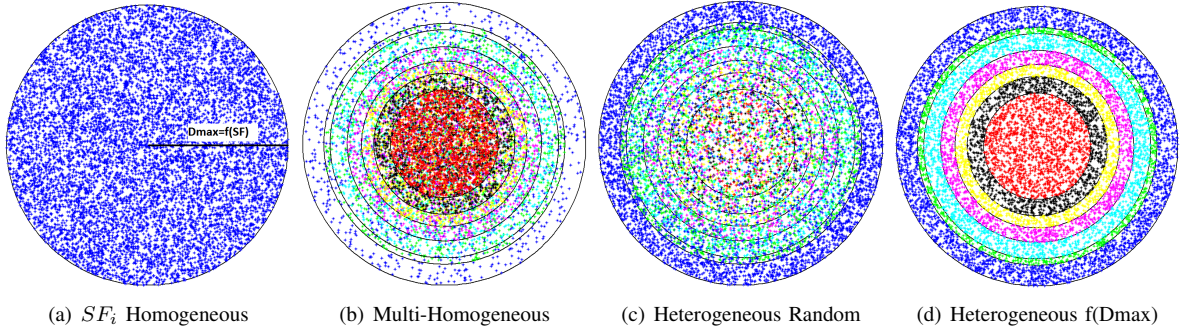 Dmax=f(SF)
(a) SF_i Homogeneous
(b) Multi-Homogeneous
(c) Heterogeneous Random
(d) Heterogeneous f(Dmax)